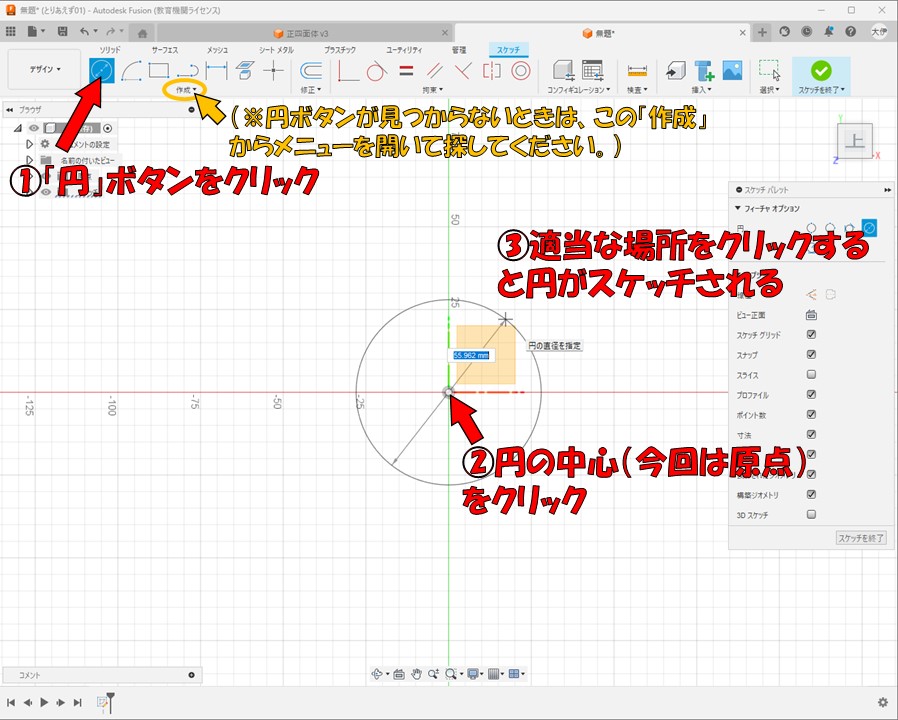 無題* (とりあえず01) - Autodesk Fusion (教育機関ライセンス)
正四面体 v3
無題*
大伊
ソリッド サーフェス メッシュ シート メタル プラスチック ユーティリティ 管理 スケッチ
デザイン
作成 修正 拘束 コンフィギュレーション 検査 挿入 選択 スケッチを終了
ブラウザ
(※円ボタンが見つからないときは、この「作成」
からメニューを開いて探してください。)
存)
メントの設定
名前の付いたビュー
①「円」ボタンをクリック
上
Y
Z
X
スケッチ パレット
フィーチャ オプション
円
③適当な場所をクリックする
と円がスケッチされる
ビュー正面
スケッチ グリッド
スナップ
スライス
プロファイル
ポイント数
寸法
構築ジオメトリ
3D スケッチ
スケッチを終了
50
25
55.962 mm
円の直径を指定
-125
-100
-75
-50
-25
②円の中心(今回は原点)
をクリック
コメント